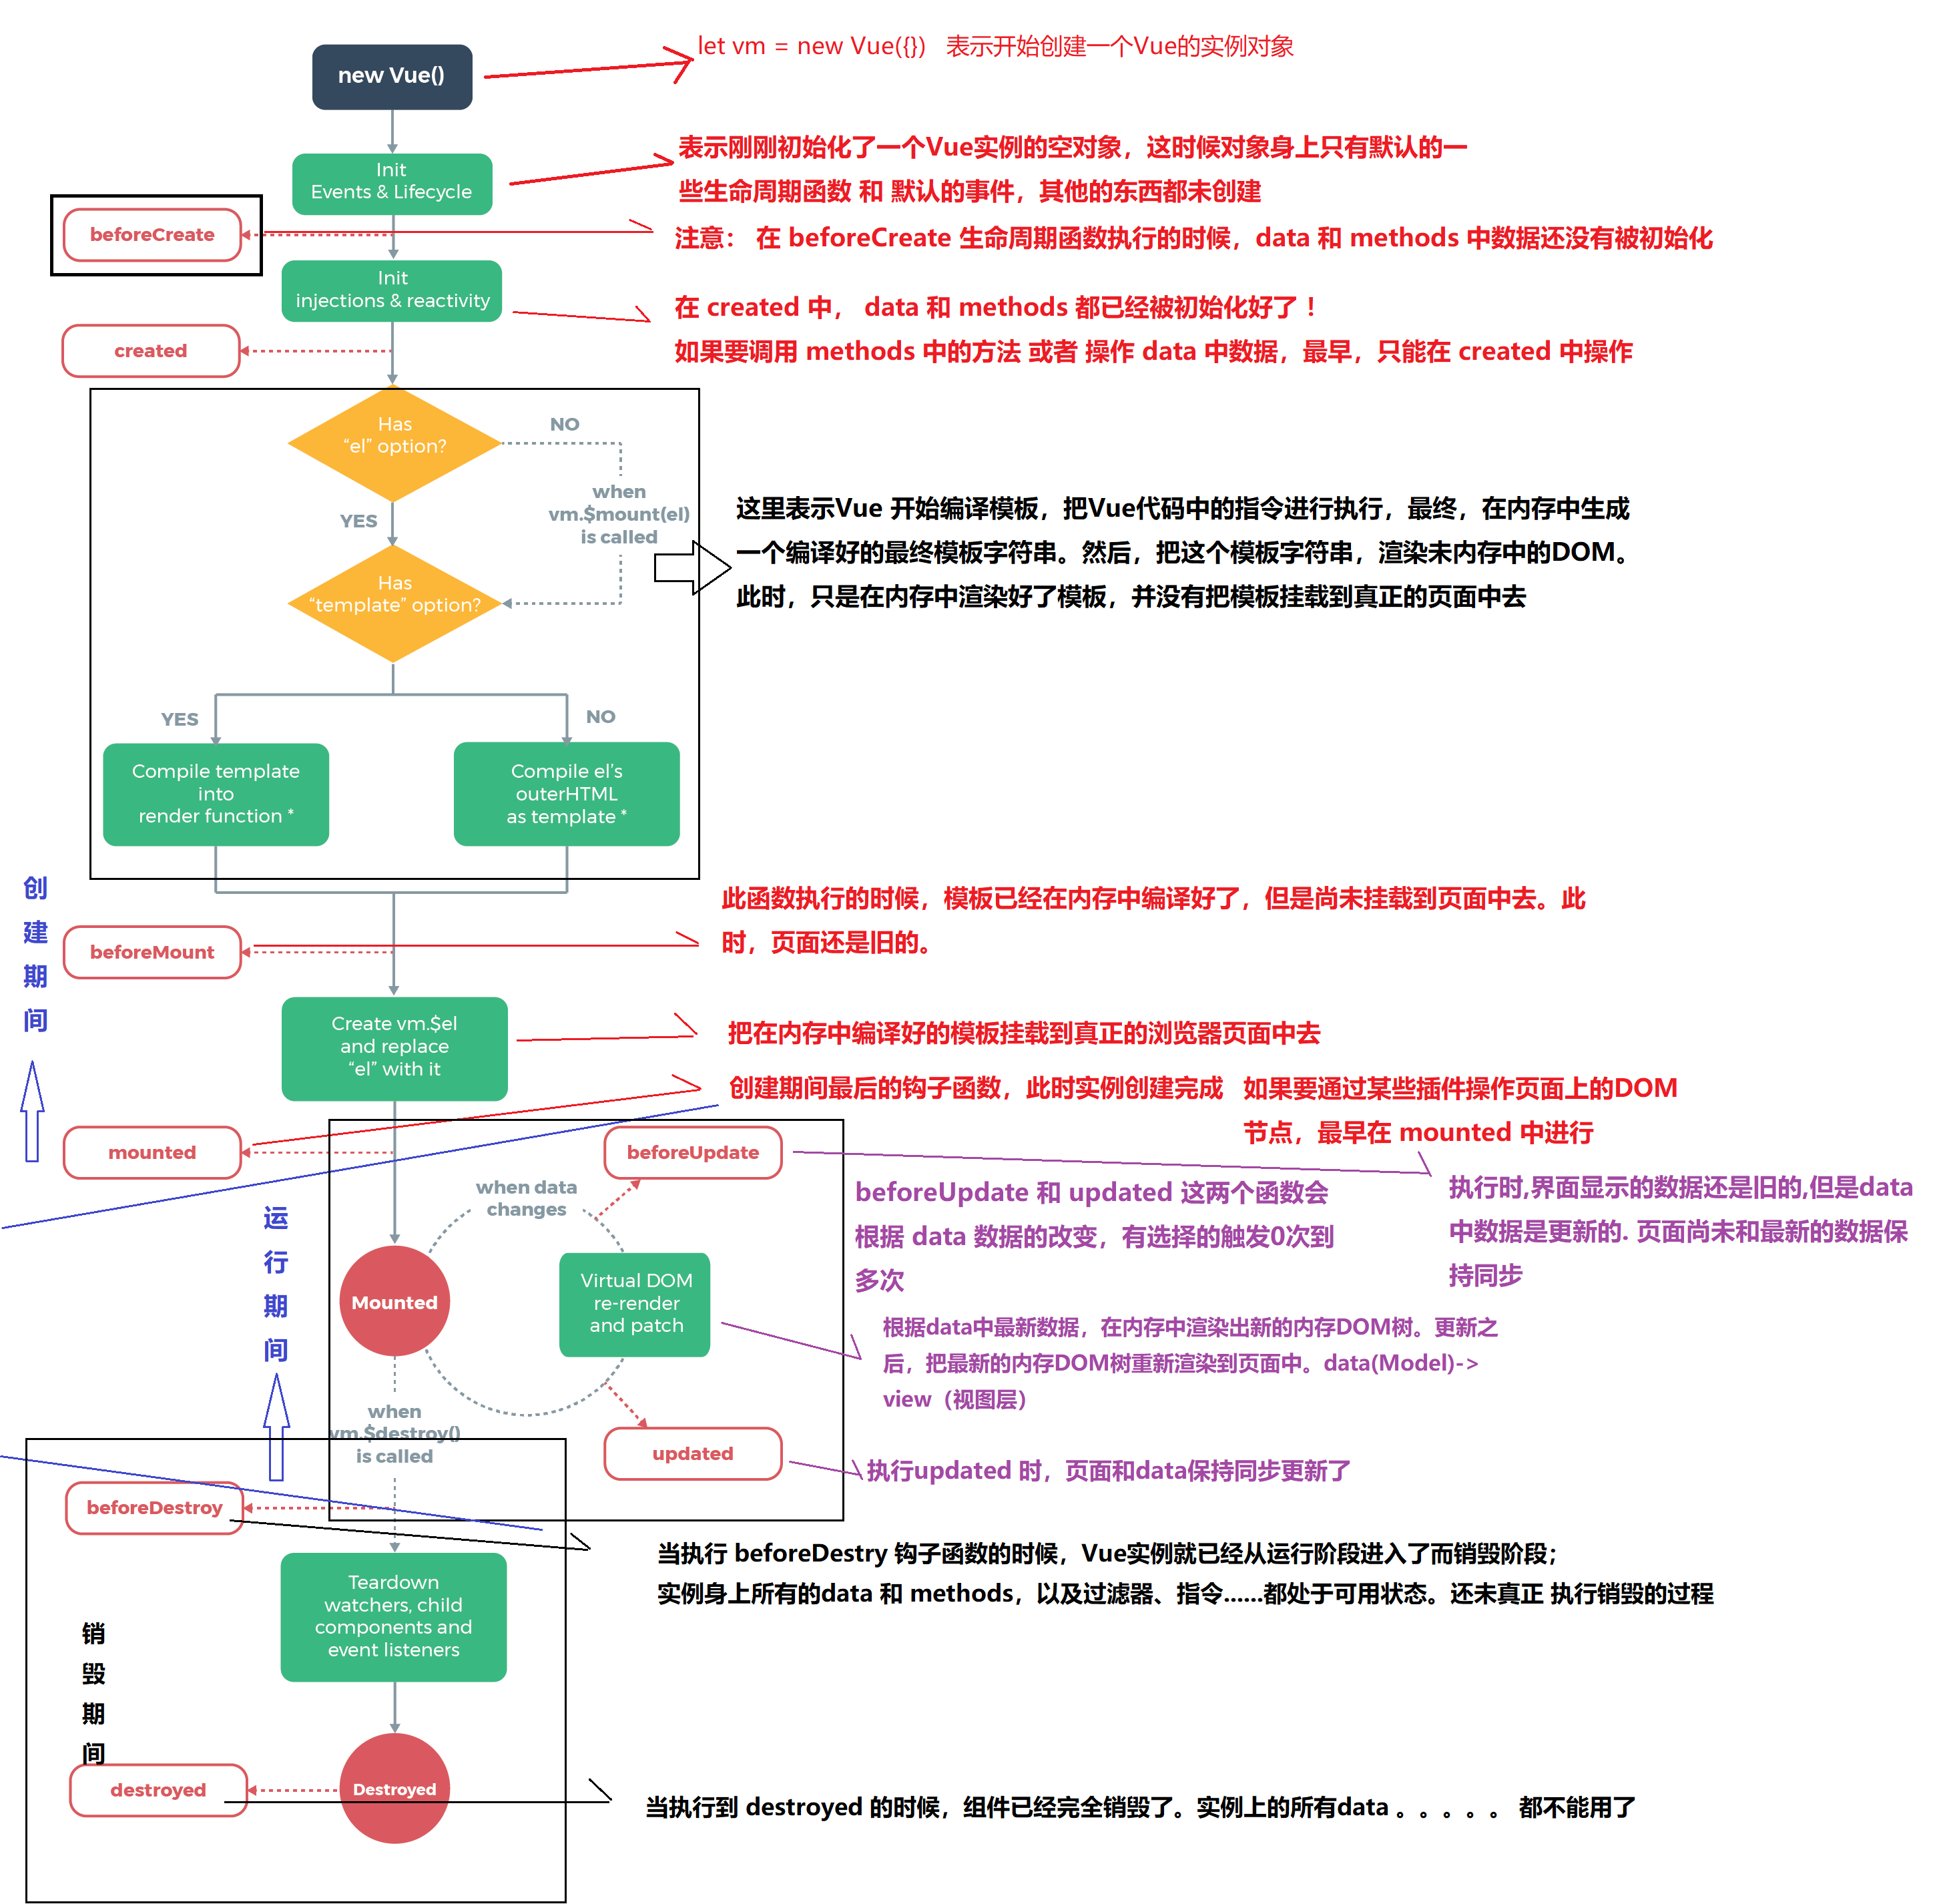 new Vue()
let vm = new Vue({}) 表示开始创建一个Vue的实例对象
Init
Events & Lifecycle
表示刚刚初始化了一个Vue实例的空对象，这时候对象身上只有默认的一
些生命周期函数 和 默认的事件，其他的东西都未创建
beforeCreate
注意： 在 beforeCreate 生命周期函数执行的时候，data 和 methods 中数据还没有被初始化
Init
injections & reactivity
在 created 中， data 和 methods 都已经被初始化好了！
如果要调用 methods 中的方法 或者 操作 data 中数据，最早，只能在 created 中操作
created
Has
“el” option?
NO
when
vm.$mount(el)
is called
YES
Has
“template” option?
这里表示Vue 开始编译模板，把Vue代码中的指令进行执行，最终，在内存中生成
一个编译好的最终模板字符串。然后，把这个模板字符串，渲染未内存中的DOM。
此时，只是在内存中渲染好了模板，并没有把模板挂载到真正的页面中去
YES
NO
Compile template
into
render function *
Compile el’s
outerHTML
as template *
创
建
期
间
beforeMount
此函数执行的时候，模板已经在内存中编译好了，但是尚未挂载到页面中去。此
时，页面还是旧的。
Create vm.$el
and replace
“el” with it
把在内存中编译好的模板挂载到真正的浏览器页面中去
mounted
创建期间最后的钩子函数，此时实例创建完成
如果要通过某些插件操作页面上的DOM
节点，最早在 mounted 中进行
运
行
期
间
beforeUpdate
when data
changes
beforeUpdate 和 updated 这两个函数会
根据 data 数据的改变，有选择的触发0次到
多次
执行时,界面显示的数据还是旧的,但是data
中数据是更新的. 页面尚未和最新的数据保
持同步
Mounted
Virtual DOM
re-render
and patch
根据data中最新数据，在内存中渲染出新的内存DOM树。更新之
后，把最新的内存DOM树重新渲染到页面中。data(Model)->
view（视图层）
when
vm.$destroy()
is called
updated
执行updated 时，页面和data保持同步更新了
beforeDestroy
当执行 beforeDestry 钩子函数的时候，Vue实例就已经从运行阶段进入了而销毁阶段；
实例身上所有的data 和 methods，以及过滤器、指令......都处于可用状态。还未真正 执行销毁的过程
Teardown
watchers, child
components and
event listeners
销
毁
期
间
destroyed
Destroyed
当执行到 destroyed 的时候，组件已经完全销毁了。实例上的所有data 。。。。。 都不能用了